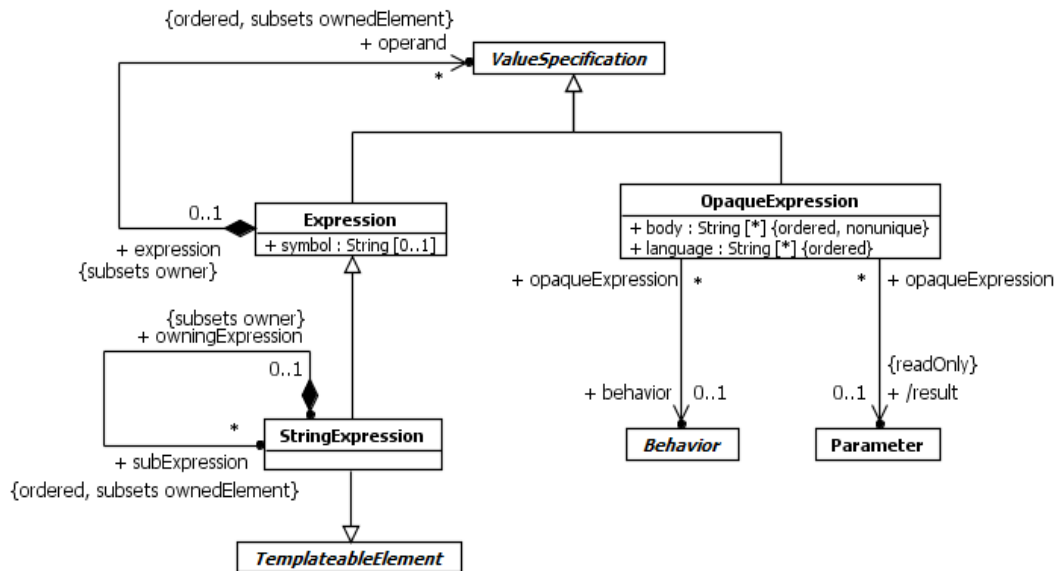 {ordered, subsets ownedElement}
+ operand
*
ValueSpecification
0..1
+ expression
{subsets owner}
Expression
+ symbol : String [0..1]
OpaqueExpression
+ body : String [*] {ordered, nonunique}
+ language : String [*] {ordered}
+ opaqueExpression
*
*
+ opaqueExpression
{subsets owner}
+ owningExpression
0..1
{readOnly}
+ behavior
0..1
0..1
+ /result
*
StringExpression
+ subExpression
{ordered, subsets ownedElement}
Behavior
Parameter
TemplateableElement